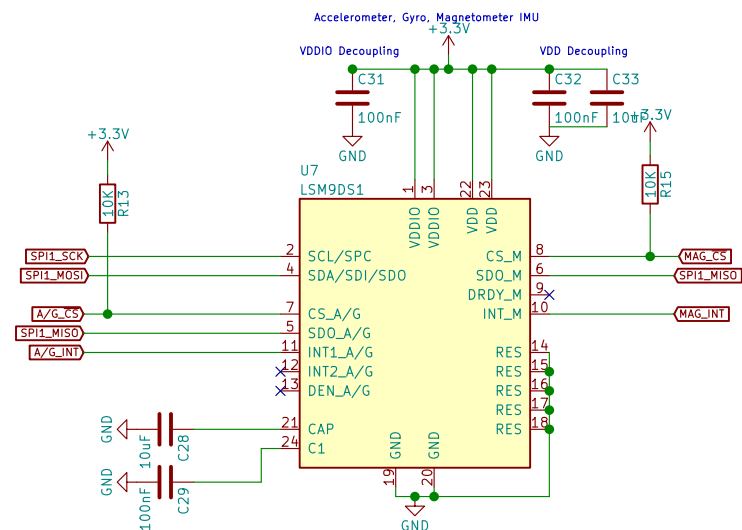 Accelerometer, Gyro, Magnetometer IMU
+3.3V
VDDIO Decoupling
VDD Decoupling
C31
100nF
GND
C32
100nF
C33
10uF
GND
+3.3V
+3.3V
10K
R13
10K
R15
U7
LSM9DS1
1
3
22
23
VDDIO
VDDIO
VDD
VDD
SPI1_SCK
2
SCL/SPC
CS_M
8
MAG_CS
SPI1_MOSI
4
SDA/SDI/SDO
SDO_M
6
SPI1_MISO
DRDY_M
9
A/G_CS
7
CS_A/G
INT_M
10
MAG_INT
SPI1_MISO
5
SDO_A/G
A/G_INT
11
INT1_A/G
RES
14
12
INT2_A/G
RES
15
13
DEN_A/G
RES
16
RES
17
GND
10uF
C28
21
CAP
RES
18
24
C1
GND
GND
GND
100nF
C29
19
20
GND